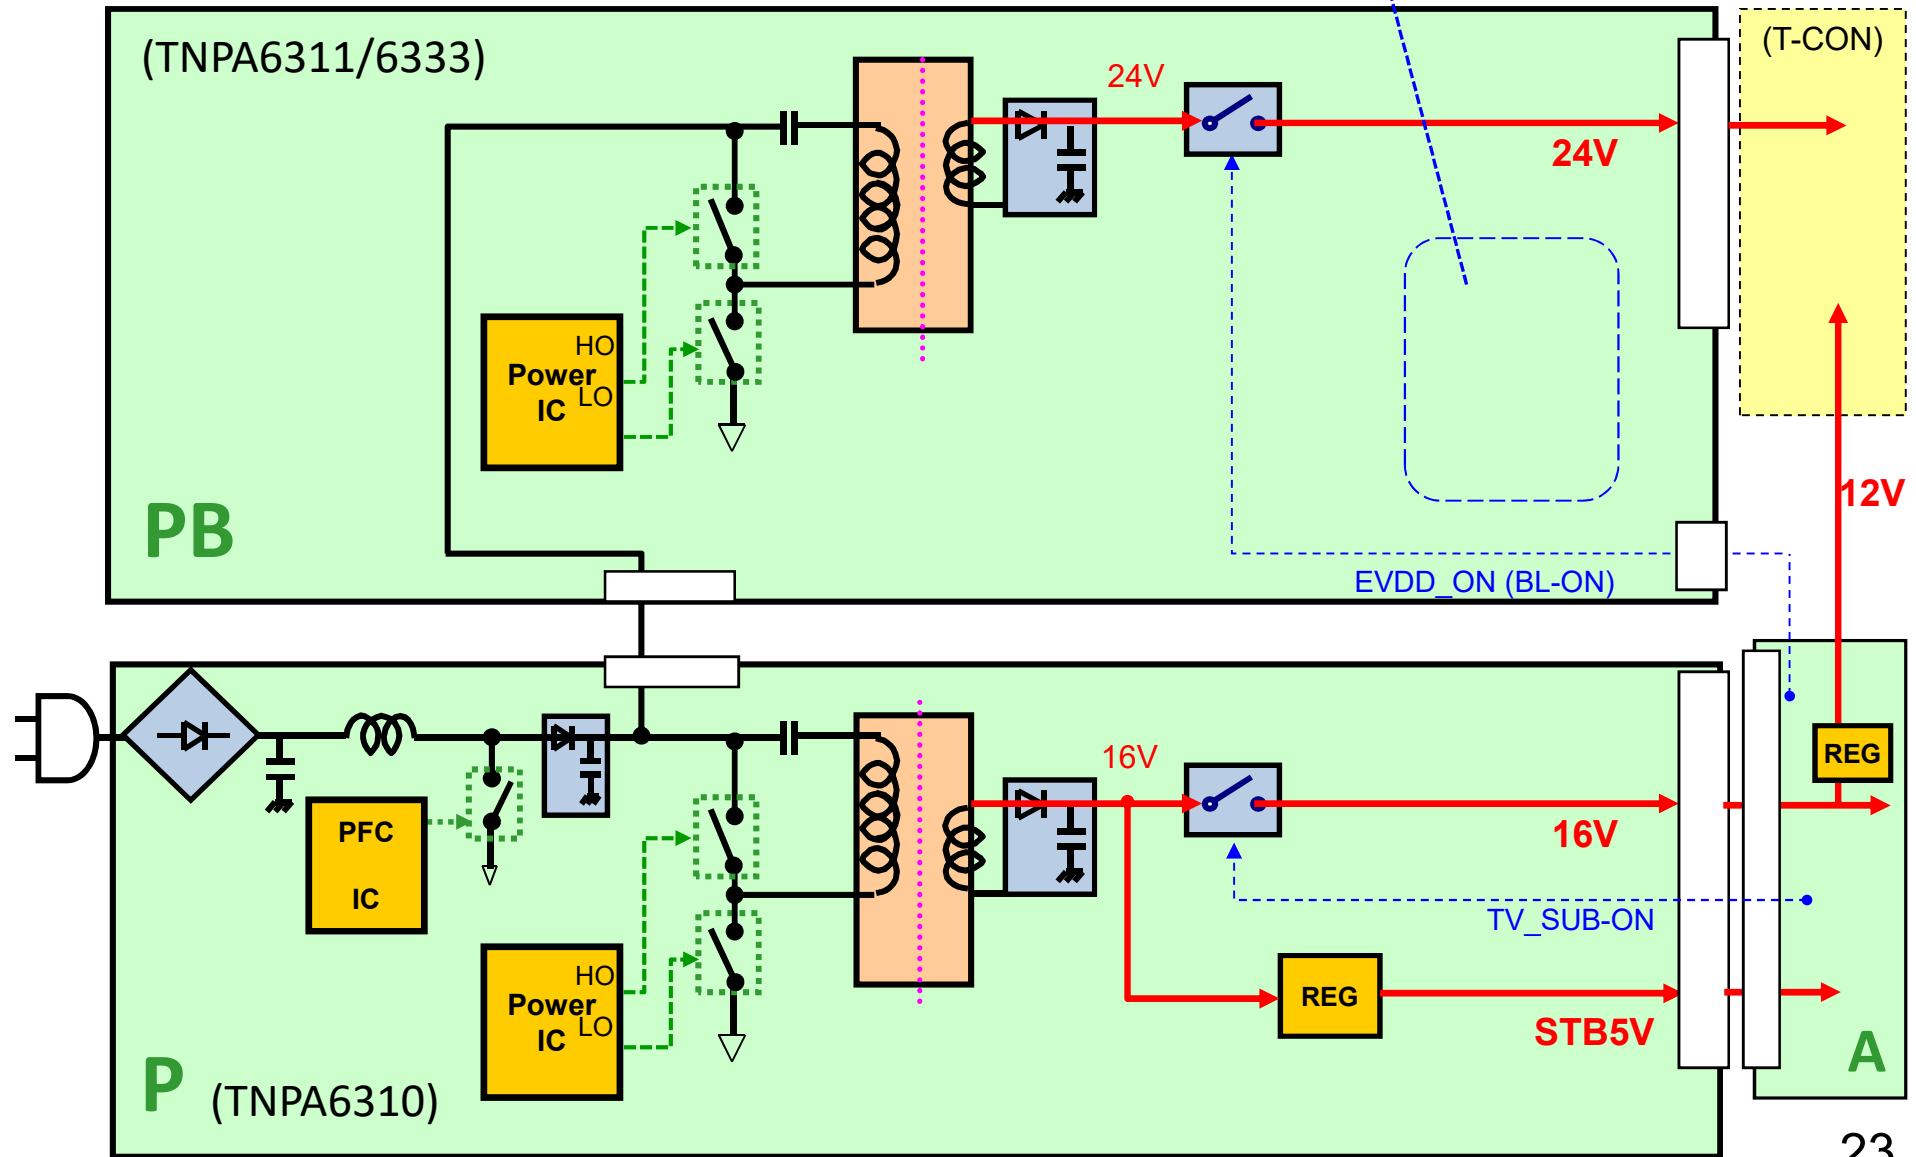 (TNPA6311/6333)
(T-CON)
24V
24V
HO
Power
LO
IC
PB
12V
EVDD_ON (BL-ON)
16V
REG
PFC
IC
16V
TV_SUB-ON
HO
Power
LO
IC
REG
STB5V
A
P (TNPA6310)
23